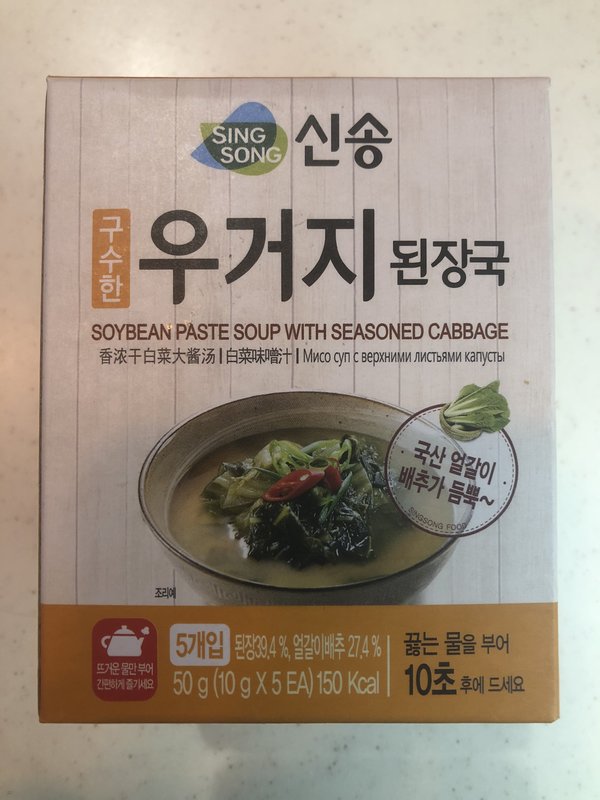 SING
SONG
신송
구수한
우거지 된장국
SOYBEAN PASTE SOUP WITH SEASONED CABBAGE
香浓干白菜大酱汤 | 白菜味噌汁 | Мисо суп с верхними листьями капусты
국산 얼갈이
배추가 듬뿍~
SINGSONG FOOD
조리예
뜨거운 물만 부어
간편하게 즐기세요
5개입 된장39,4 %, 얼갈이배추 27,4 %
50 g (10 g X 5 EA) 150 Kcal
끓는 물을 부어
10초 후에 드세요